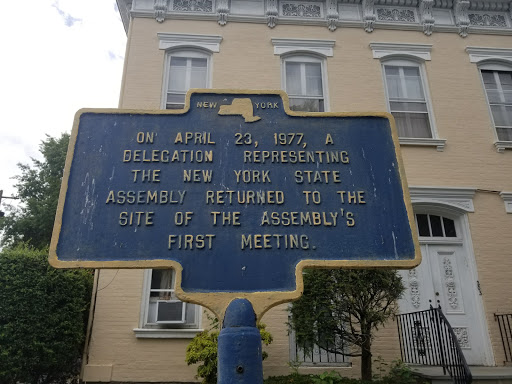 NEW YORK
ON APRIL 23, 1977, A
DELEGATION REPRESENTING
THE NEW YORK STATE
ASSEMBLY RETURNED TO THE
SITE OF THE ASSEMBLY'S
FIRST MEETING.